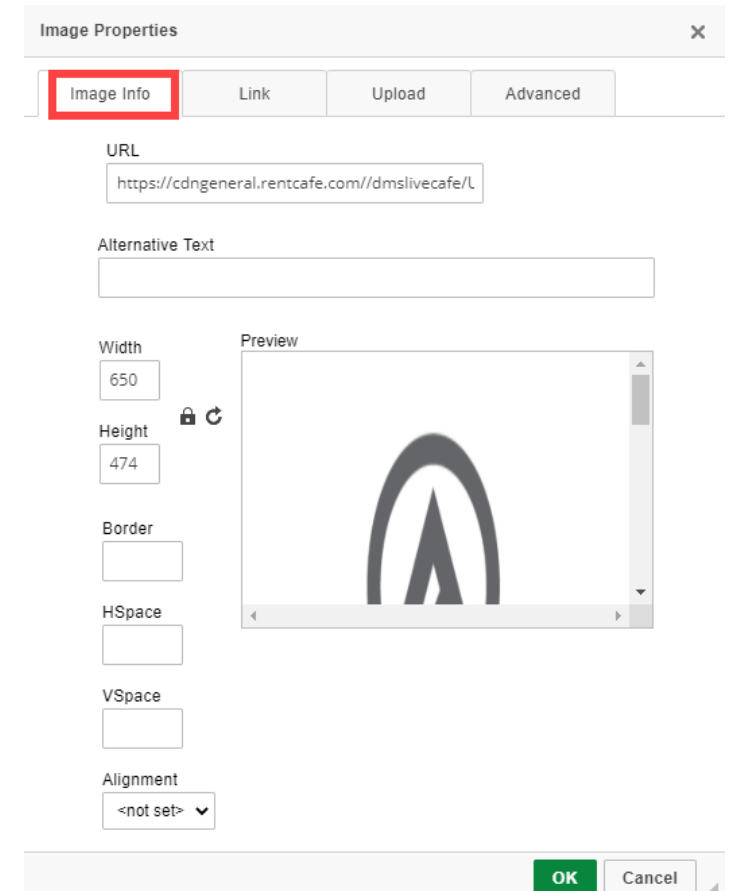 Image Properties
Image Info Link Upload Advanced
URL
https://cdngeneral.rentcafe.com//dmslivecafe/U
Alternative Text
Width
650
Height
474
Preview
Border
HSpace
VSpace
Alignment
<not set>
OK Cancel